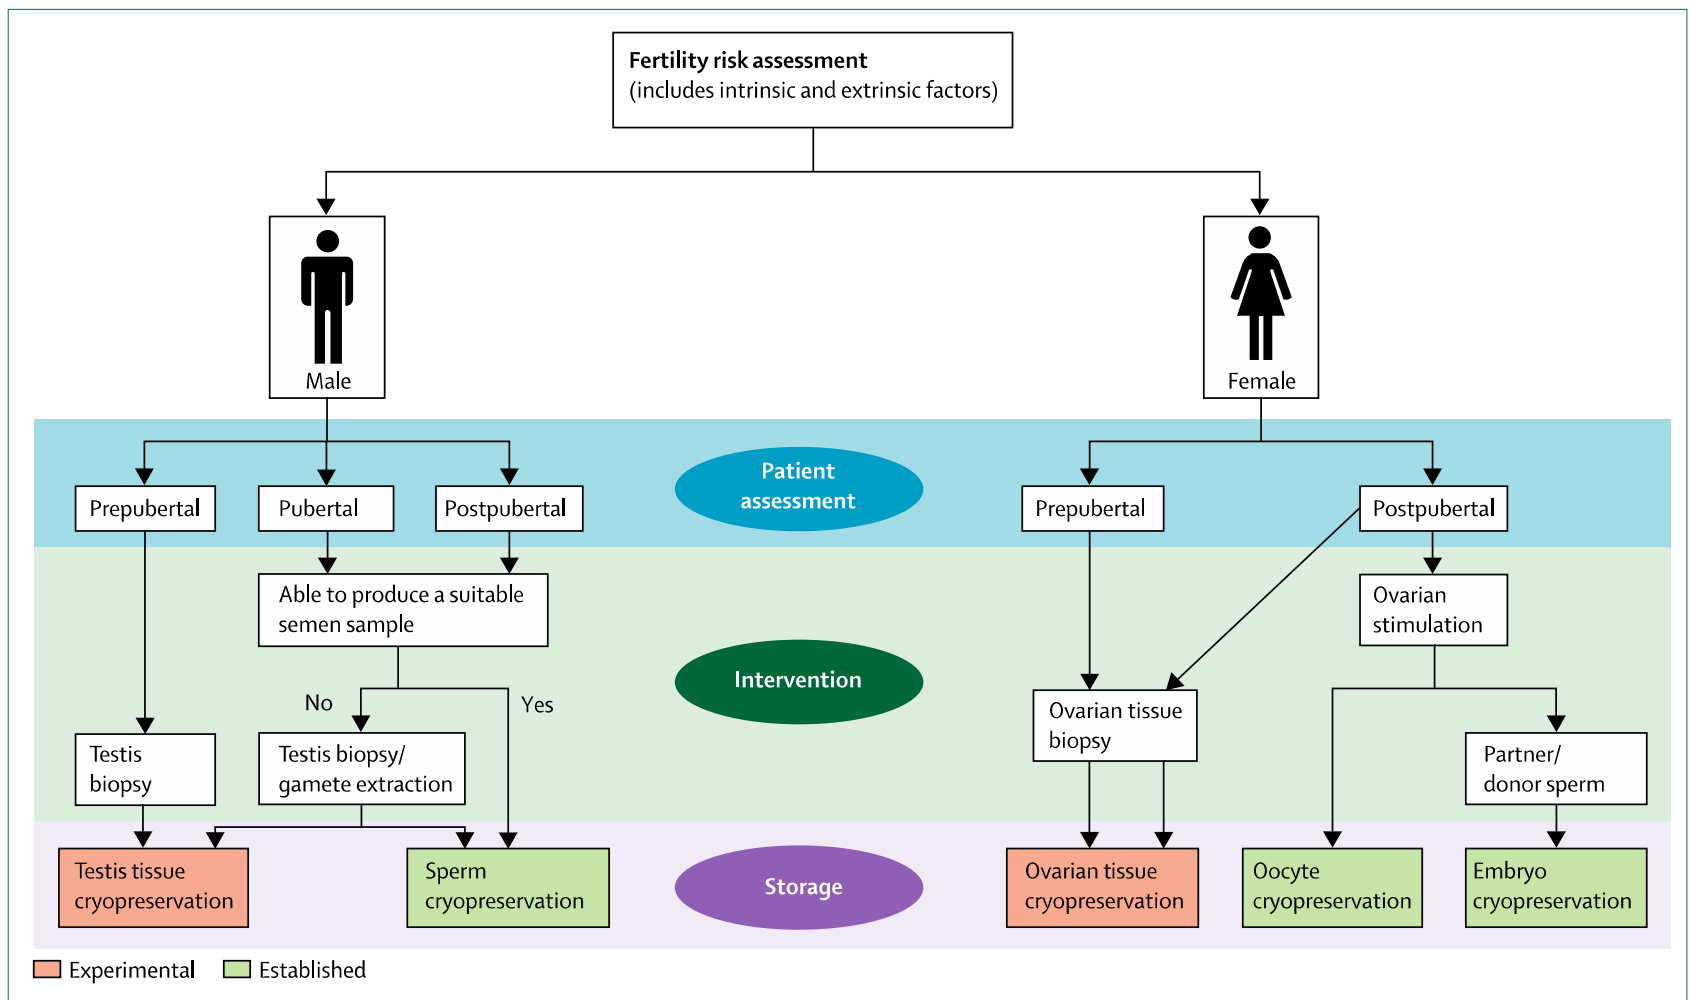 Fertility risk assessment
(includes intrinsic and extrinsic factors)
Male
Female
Patient
assessment
Prepubertal
Pubertal
Postpubertal
Prepubertal
Postpubertal
Able to produce a suitable
semen sample
Ovarian
stimulation
Intervention
No
Yes
Ovarian tissue
biopsy
Testis
biopsy
Testis biopsy/
gamete extraction
Partner/
donor sperm
Testis tissue
cryopreservation
Sperm
cryopreservation
Storage
Ovarian tissue
cryopreservation
Oocyte
cryopreservation
Embryo
cryopreservation
Experimental
Established